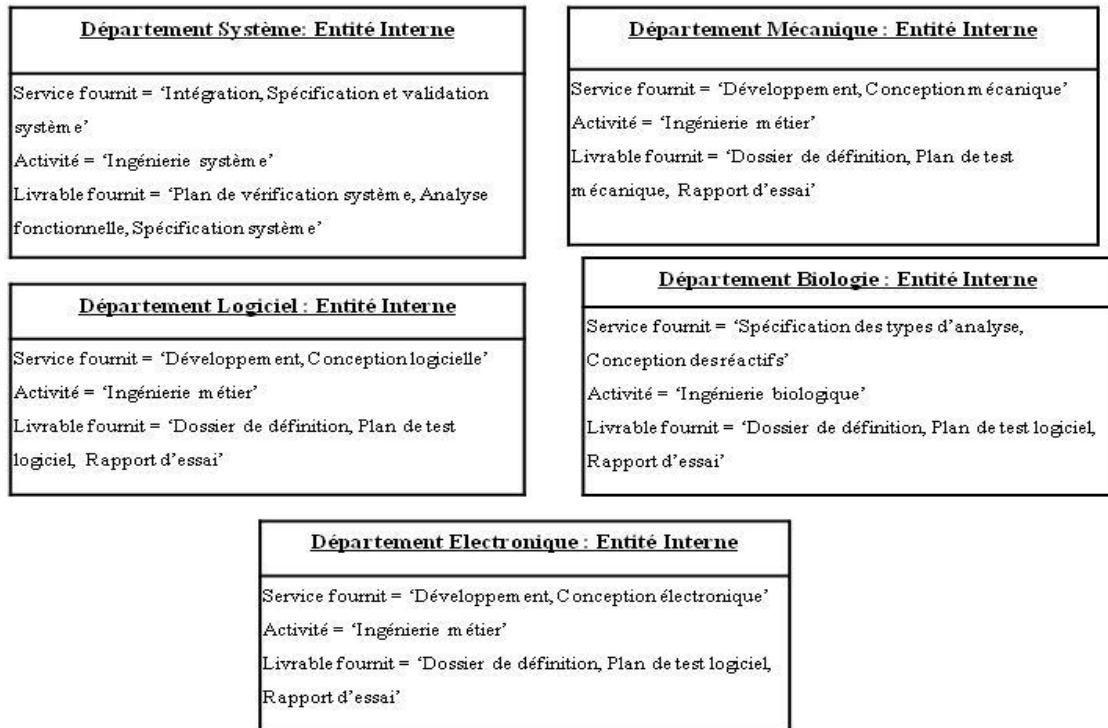 Département Système: Entité Interne
Service fournit = ‘Intégration, Spécification et validation
système’
Activité = ‘Ingénierie système’
Livrable fournit = ‘Plan de vérification système, Analyse
fonctionnelle, Spécification système’
Département Mécanique : Entité Interne
Service fournit = ‘Développement, Conception mécanique’
Activité = ‘Ingénierie métier’
Livrable fournit = ‘Dossier de définition, Plan de test
mécanique, Rapport d’essai’
Département Logiciel : Entité Interne
Service fournit = ‘Développement, Conception logicielle’
Activité = ‘Ingénierie métier’
Livrable fournit = ‘Dossier de définition, Plan de test
logiciel, Rapport d’essai’
Département Biologie : Entité Interne
Service fournit = ‘Spécification des types d’analyse,
Conception des réactifs’
Activité = ‘Ingénierie biologique’
Livrable fournit = ‘Dossier de définition, Plan de test logiciel,
Rapport d’essai’
Département Electronique : Entité Interne
Service fournit = ‘Développement, Conception électronique’
Activité = ‘Ingénierie métier’
Livrable fournit = ‘Dossier de définition, Plan de test logiciel,
Rapport d’essai’